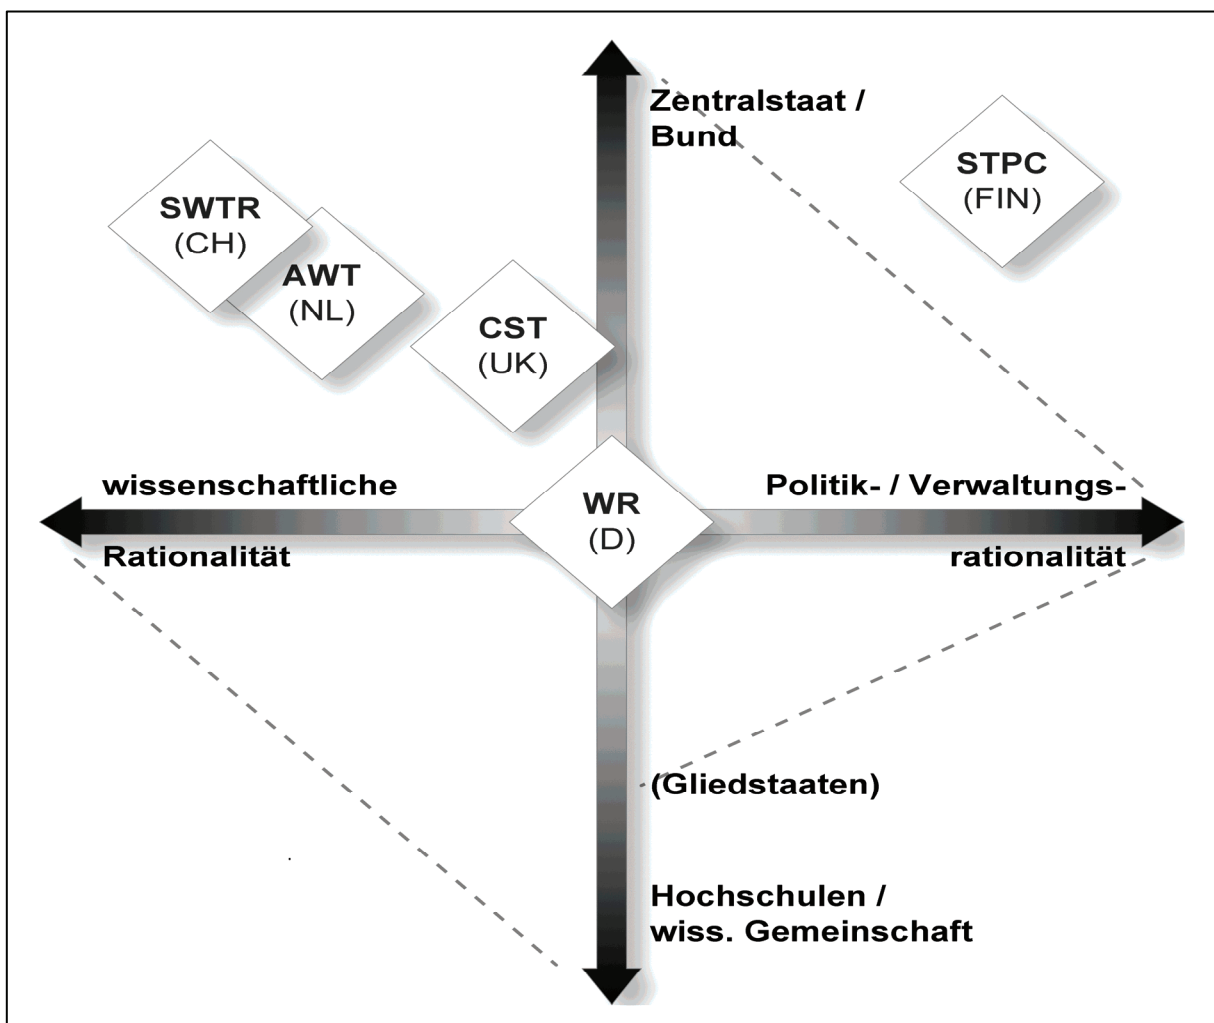 Zentralstaat /
Bund
STPC
(FIN)
SWTR
(CH)
AWT
(NL)
CST
(UK)
wissenschaftliche
Rationalität
WR
(D)
Politik- / Verwaltungs-
rationalität
(Gliedstaaten)
Hochschulen /
wiss. Gemeinschaft